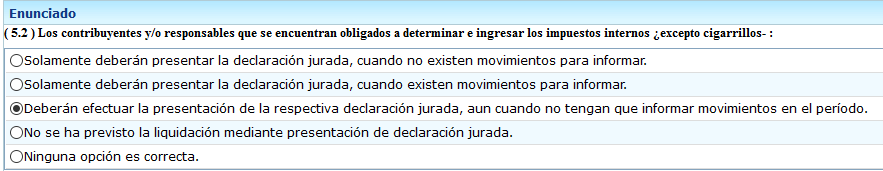 Enunciado
( 5.2 ) Los contribuyentes y/o responsables que se encuentran obligados a determinar e ingresar los impuestos internos ¿excepto cigarrillos- :
Solamente deberán presentar la declaración jurada, cuando no existen movimientos para informar.
Solamente deberán presentar la declaración jurada, cuando existen movimientos para informar.
Deberán efectuar la presentación de la respectiva declaración jurada, aun cuando no tengan que informar movimientos en el período.
No se ha previsto la liquidación mediante presentación de declaración jurada.
Ninguna opción es correcta.